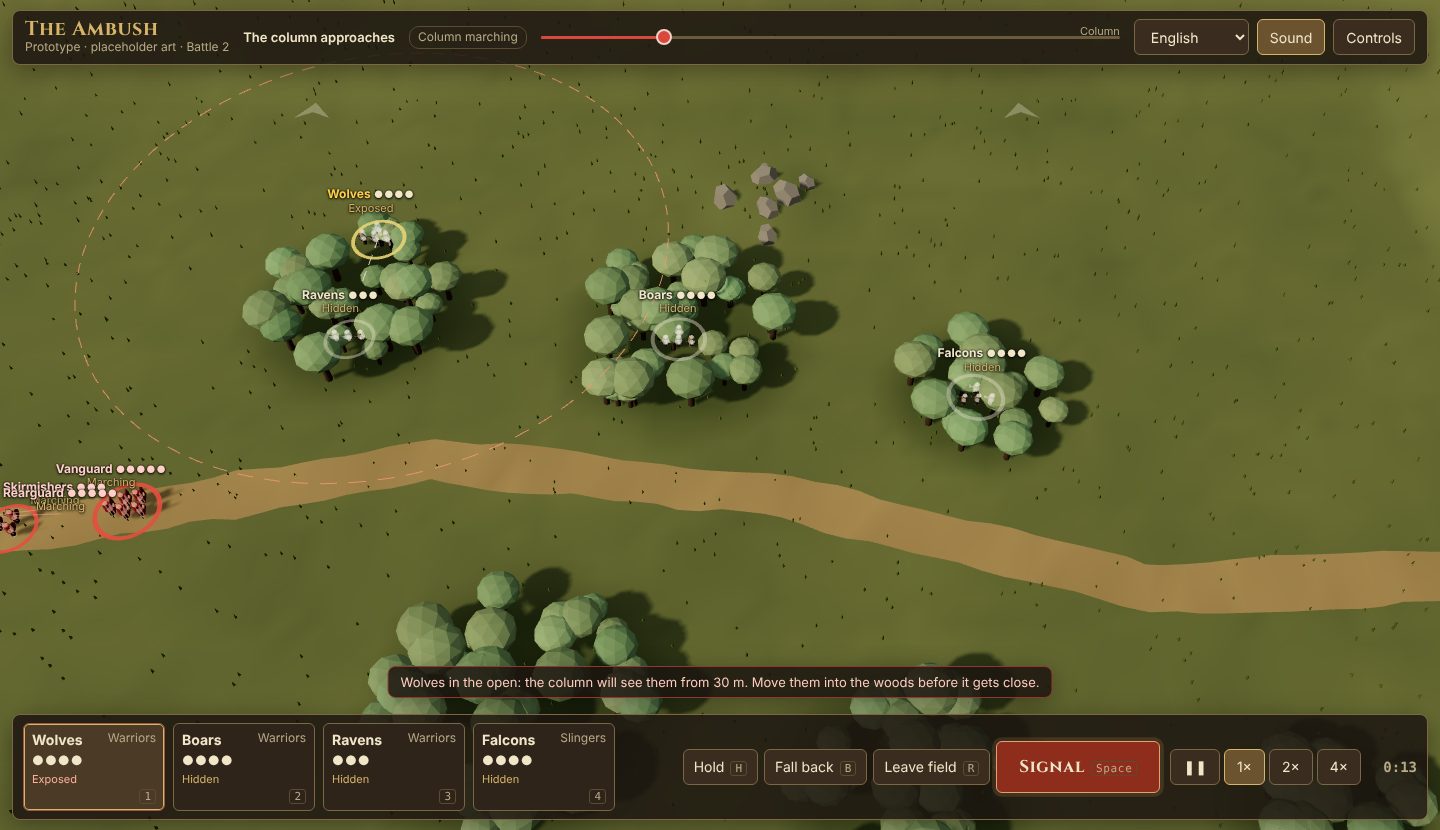 The Ambush
Prototype · placeholder art · Battle 2
The column approaches
Column marching
Column
English
Sound
Controls
Wolves
Exposed
Ravens
Hidden
Boars
Hidden
Falcons
Hidden
Vanguard
Marching
Skirmishers
Rearguard
Marching
Marching
Wolves in the open: the column will see them from 30 m. Move them into the woods before it gets close.
Wolves Warriors
Exposed
1
Boars Warriors
Hidden
2
Ravens Warriors
Hidden
3
Falcons Slingers
Hidden
4
Hold H
Fall back B
Leave field R
Signal Space
1×
2×
4×
0:13